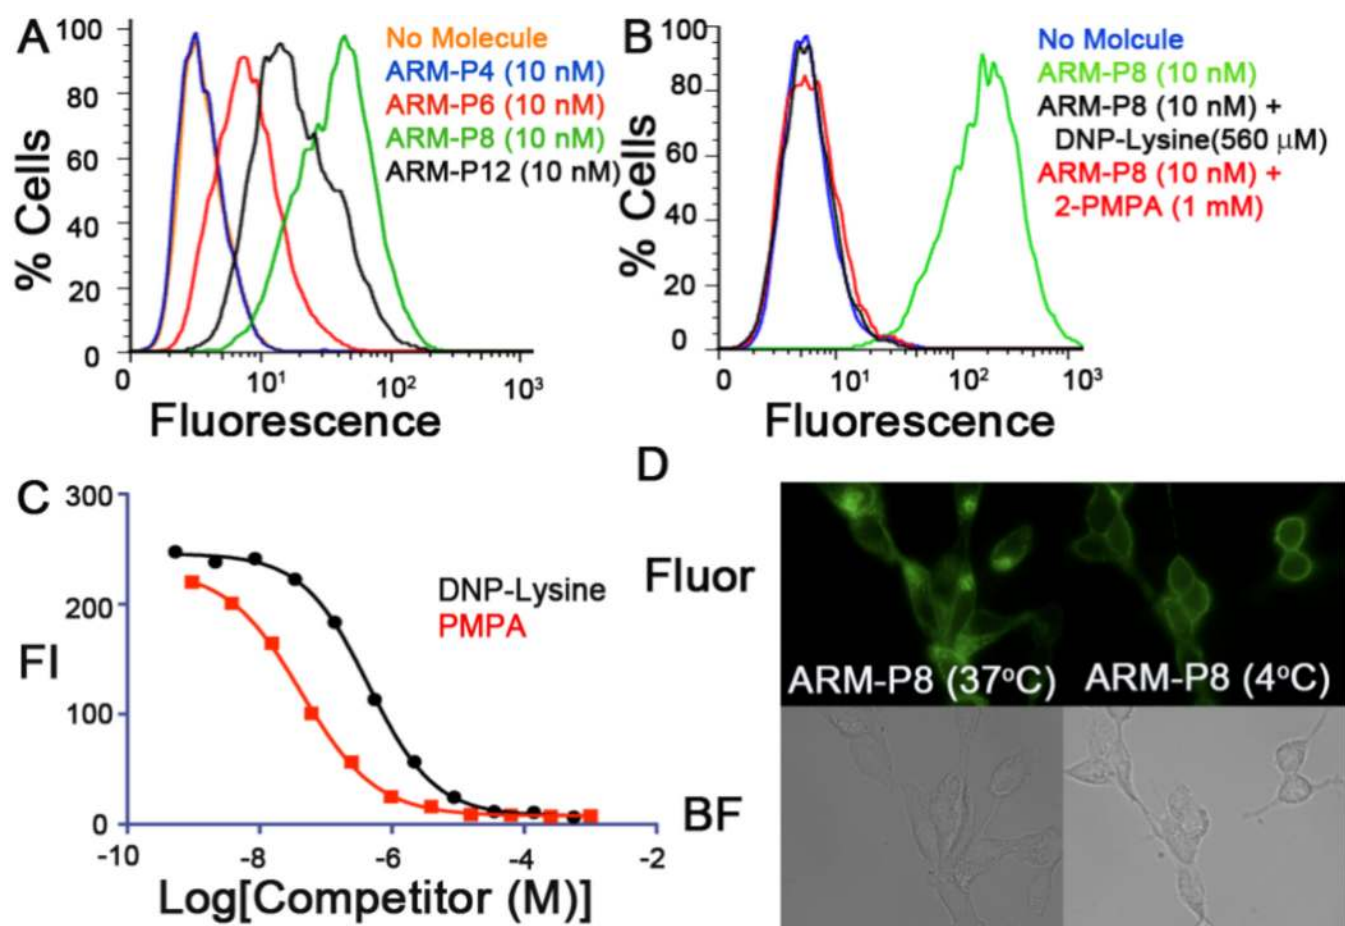 A
100
80
60
40
20
0
% Cells
0
10¹
10²
10³
Fluorescence
No Molecule
ARM-P4 (10 nM)
ARM-P6 (10 nM)
ARM-P8 (10 nM)
ARM-P12 (10 nM)
B
100
80
60
40
20
0
% Cells
0
10¹
10²
10³
Fluorescence
No Molcule
ARM-P8 (10 nM)
ARM-P8 (10 nM) +
DNP-Lysine(560 µM)
ARM-P8 (10 nM) +
2-PMPA (1 mM)
C
300
200
100
0
FI
-10
-8
-6
-4
-2
Log[Competitor (M)]
DNP-Lysine
PMPA
D
Fluor
ARM-P8 (37°C)
ARM-P8 (4°C)
BF